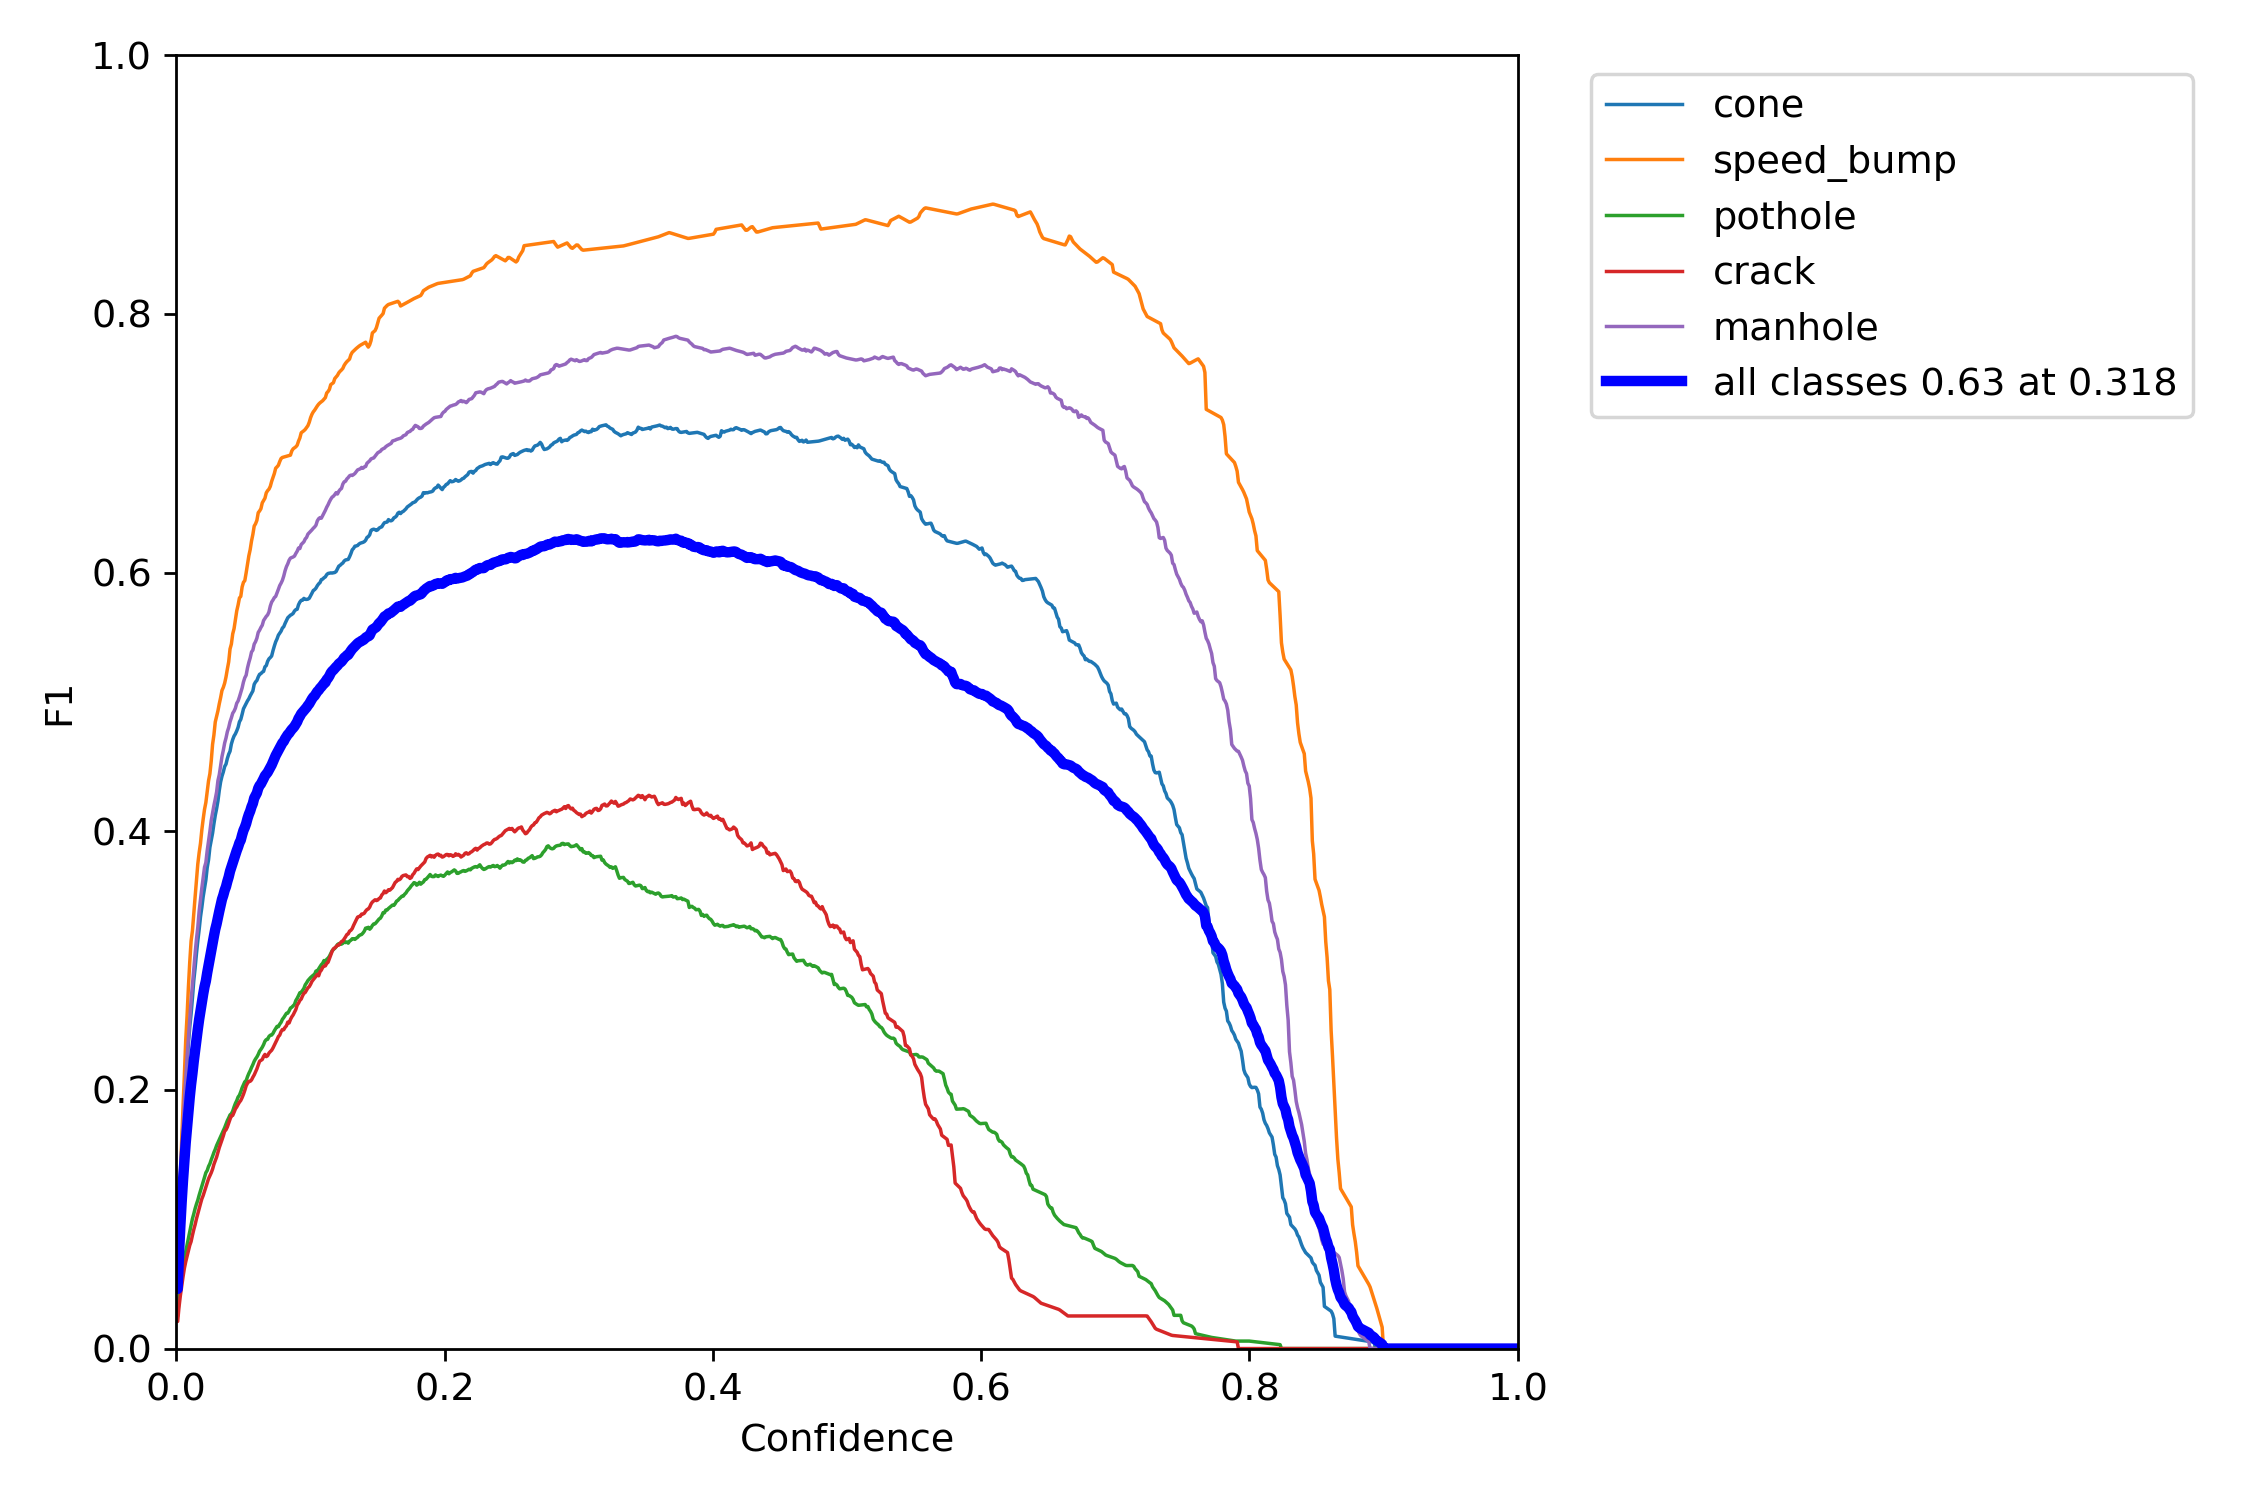 1.0
0.8
0.6
0.4
0.2
0.0
F1
0.0 0.2 0.4 0.6 0.8 1.0
Confidence
cone
speed_bump
pothole
crack
manhole
all classes 0.63 at 0.318